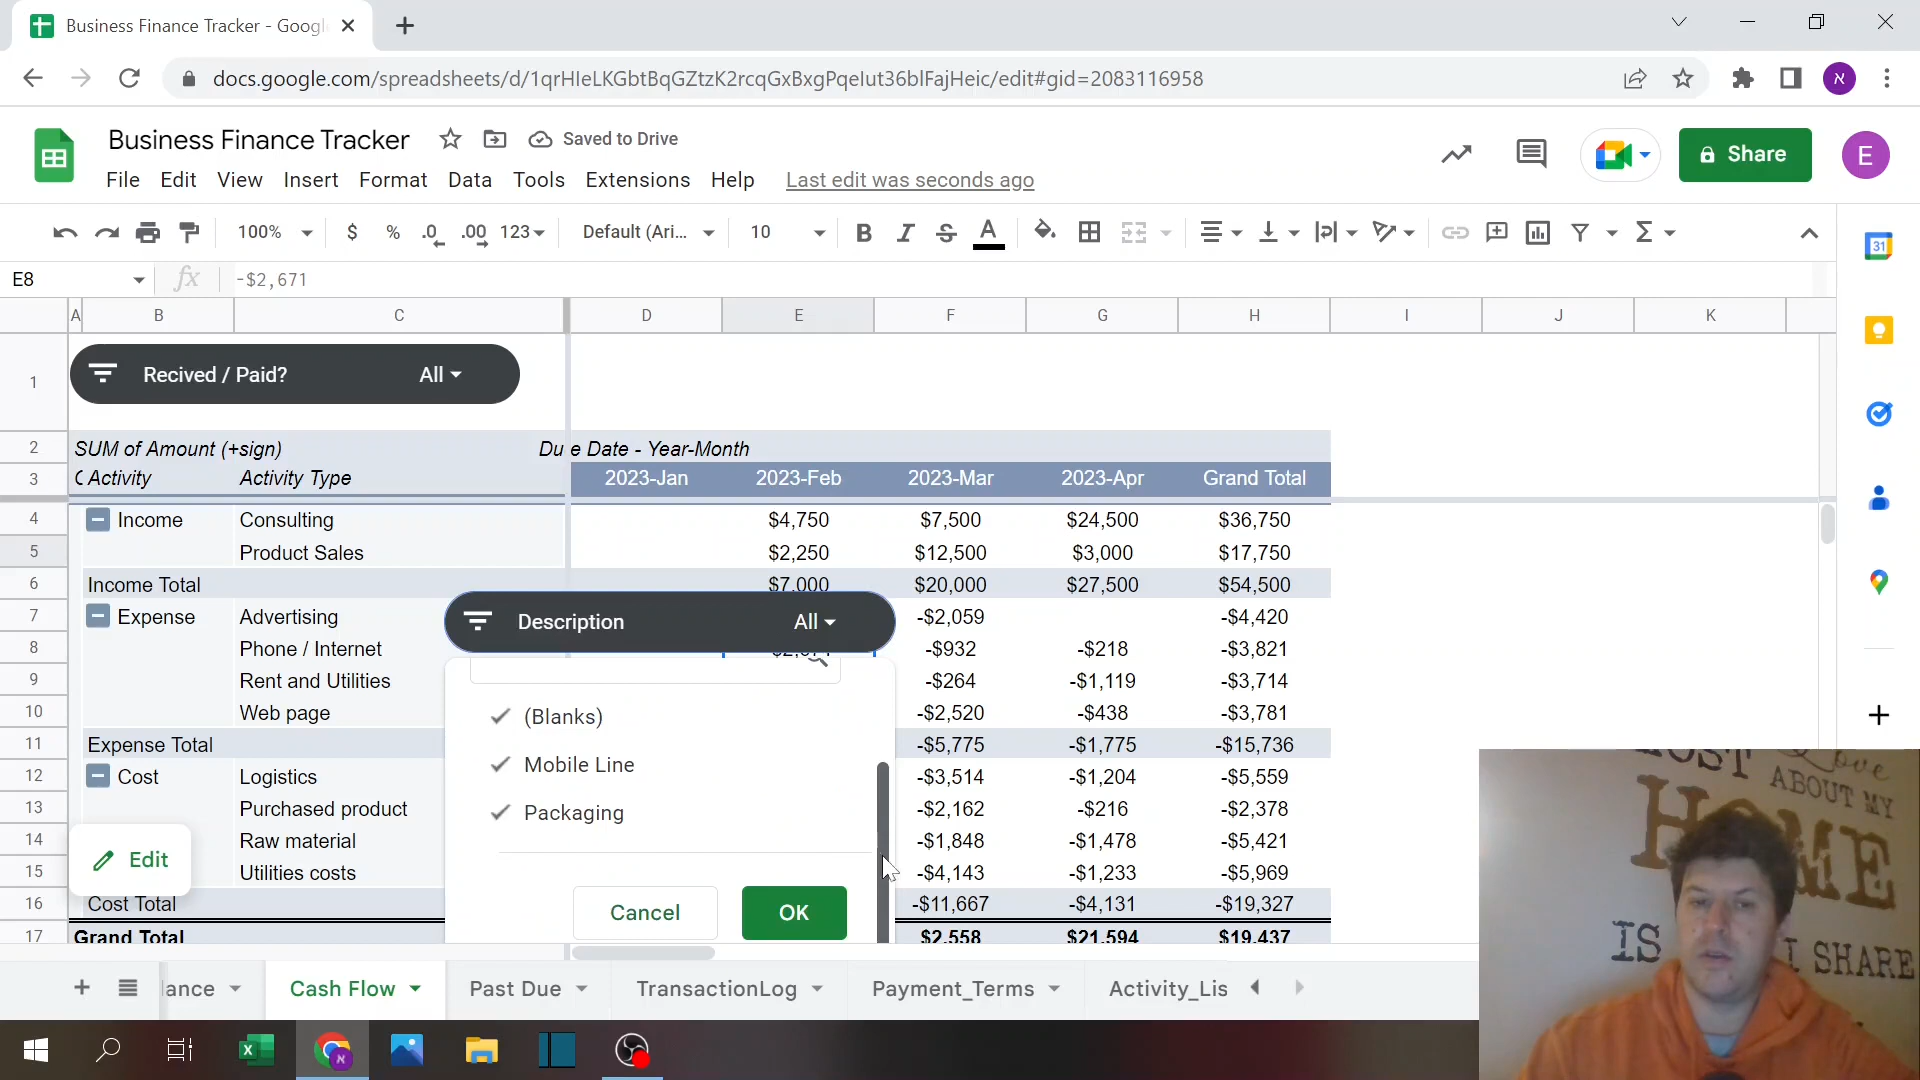 Business Finance Tracker - Googl
docs.google.com/spreadsheets/d/1qrHIeLKGbtBqGZtzK2rcqGxBxgPqeIut36blFajHeic/edit#gid=2083116958
א
Business Finance Tracker
Saved to Drive
Share
E
File Edit View Insert Format Data Tools Extensions Help Last edit was seconds ago
100% $ % .0 .00 123 Default (Ari... 10 B I S A Σ
31
E8 fx -$2,671
A B C D E F G H I J K
1 Recived / Paid? All
2 SUM of Amount (+sign) Due Date - Year-Month
3 C Activity Activity Type 2023-Jan 2023-Feb 2023-Mar 2023-Apr Grand Total
4 Income Consulting $4,750 $7,500 $24,500 $36,750
5 Product Sales $2,250 $12,500 $3,000 $17,750
6 Income Total $7,000 $20,000 $27,500 $54,500
7 Expense Advertising Description All -$2,059 -$4,420
8 Phone / Internet -$932 -$218 -$3,821
9 Rent and Utilities -$264 -$1,119 -$3,714
10 Web page (Blanks) -$2,520 -$438 -$3,781
11 Expense Total -$5,775 -$1,775 -$15,736
12 Cost Logistics Mobile Line -$3,514 -$1,204 -$5,559
13 Purchased product Packaging -$2,162 -$216 -$2,378
14 Raw material -$1,848 -$1,478 -$5,421
Edit
15 Utilities costs -$4,143 -$1,233 -$5,969
16 Cost Total Cancel OK -$11,667 -$4,131 -$19,327
17 Grand Total $2,558 $21,594 $19,437
lance Cash Flow Past Due TransactionLog Payment_Terms Activity_Lis
Love
ABOUT MY
HOME
IS I SHARE